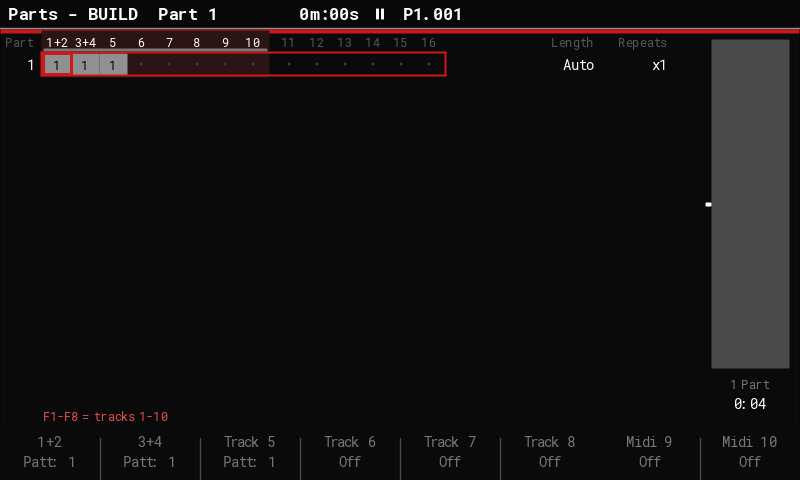 Parts - BUILD Part 1 0m:00s P1.001
Part 1+2 3+4 5 6 7 8 9 10 11 12 13 14 15 16 Length Repeats
1 1 1 1 Auto x1
1 Part
0:04
F1-F8 = tracks 1-10
1+2 3+4 Track 5 Track 6 Track 7 Track 8 Midi 9 Midi 10
Patt: 1 Patt: 1 Patt: 1 Off Off Off Off Off